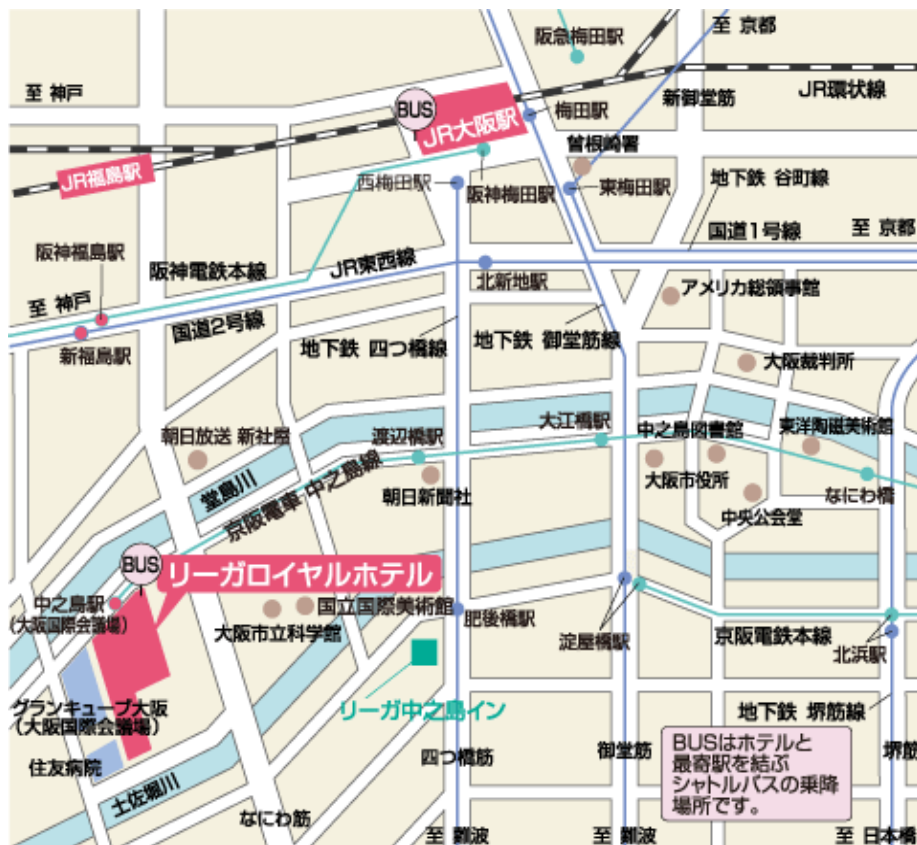 阪急梅田駅
至 京都
至 神戸
BUS
JR大阪駅
梅田駅
新御堂筋
JR環状線
曽根崎署
JR福島駅
西梅田駅
阪神梅田駅
東梅田駅
地下鉄 谷町線
国道1号線
至 京都
阪神福島駅
阪神電鉄本線
JR東西線
北新地駅
アメリカ総領事館
至 神戸
国道2号線
新福島駅
地下鉄 四つ橋線
地下鉄 御堂筋線
大阪裁判所
朝日放送 新社屋
渡辺橋駅
大江橋駅
中之島図書館
東洋陶磁美術館
堂島川
京阪電車 中之島線
朝日新聞社
大阪市役所
なにわ橋
中央公会堂
BUS
リーガロイヤルホテル
中之島駅
(大阪国際会議場)
大阪市立科学館
国立国際美術館
肥後橋駅
淀屋橋駅
京阪電鉄本線
北浜駅
グランキューブ大阪
(大阪国際会議場)
リーガ中之島イン
地下鉄 堺筋線
住友病院
土佐堀川
なにわ筋
四つ橋筋
御堂筋
堺筋
BUSはホテルと
最寄駅を結ぶ
シャトルバスの乗降
場所です。
至 難波
至 難波
至 日本橋